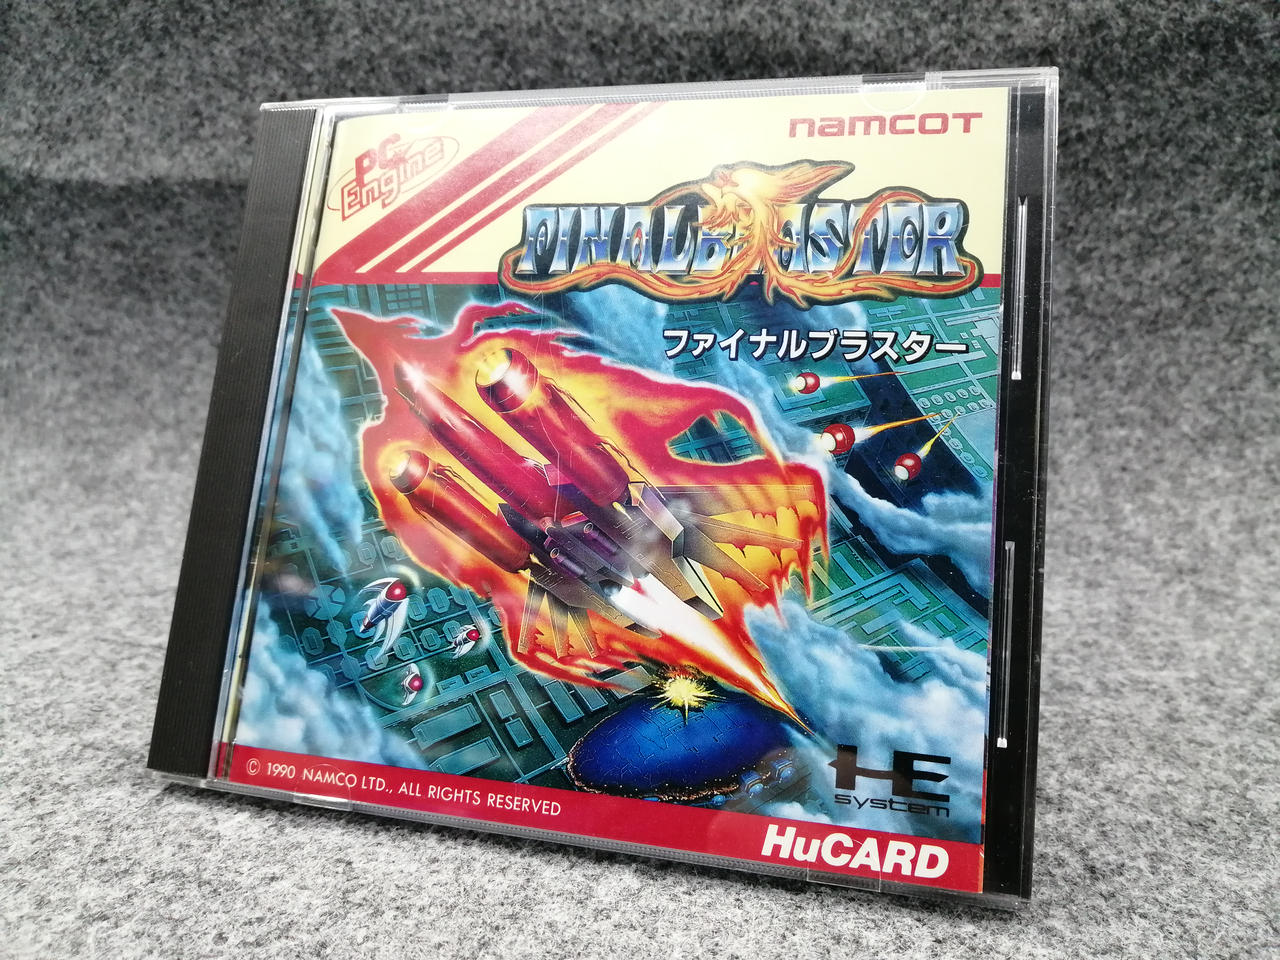 PC Engine
namcot
FINAL BLASTER
ファイナルブラスター
© 1990 NAMCO LTD., ALL RIGHTS RESERVED
HE
system
HuCARD